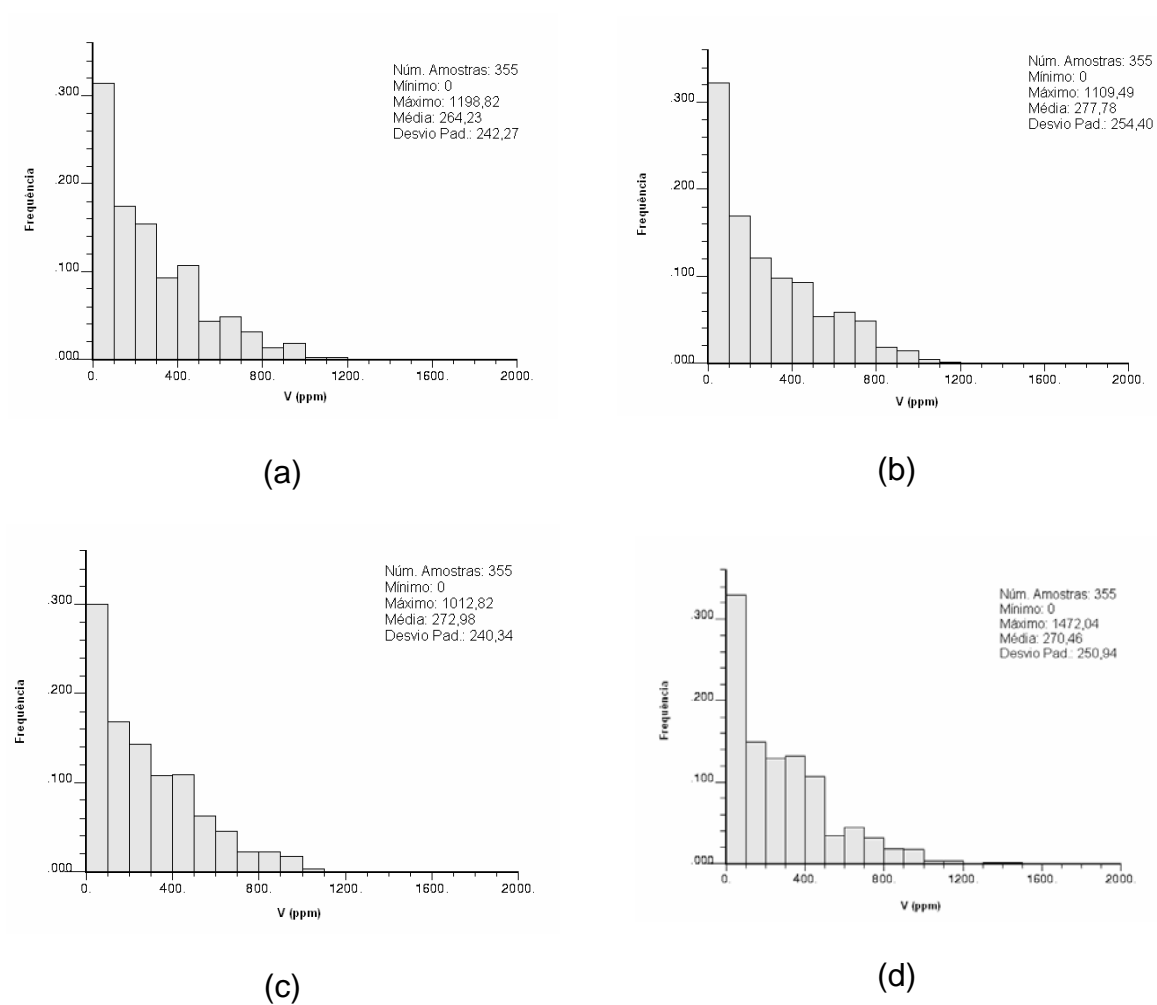 Núm. Amostras: 355
Mínimo: 0
Máximo: 1198,82
Média: 264,23
Desvio Pad.: 242,27
Frequência
.300
.200
.100
.000
0. 400. 800. 1200. 1600. 2000.
V (ppm)
(a)
Núm. Amostras: 355
Mínimo: 0
Máximo: 1109,49
Média: 277,78
Desvio Pad.: 254,40
Frequência
.300
.200
.100
.000
0. 400. 800. 1200. 1600. 2000.
V (ppm)
(b)
Núm. Amostras: 355
Mínimo: 0
Máximo: 1012,82
Média: 272,98
Desvio Pad.: 240,34
Frequência
.300
.200
.100
.000
0. 400. 800. 1200. 1600. 2000.
V (ppm)
(c)
Núm. Amostras: 355
Mínimo: 0
Máximo: 1472,04
Média: 270,46
Desvio Pad.: 250,94
Frequência
.300
.200
.100
.000
0. 400. 800. 1200. 1600. 2000.
V (ppm)
(d)